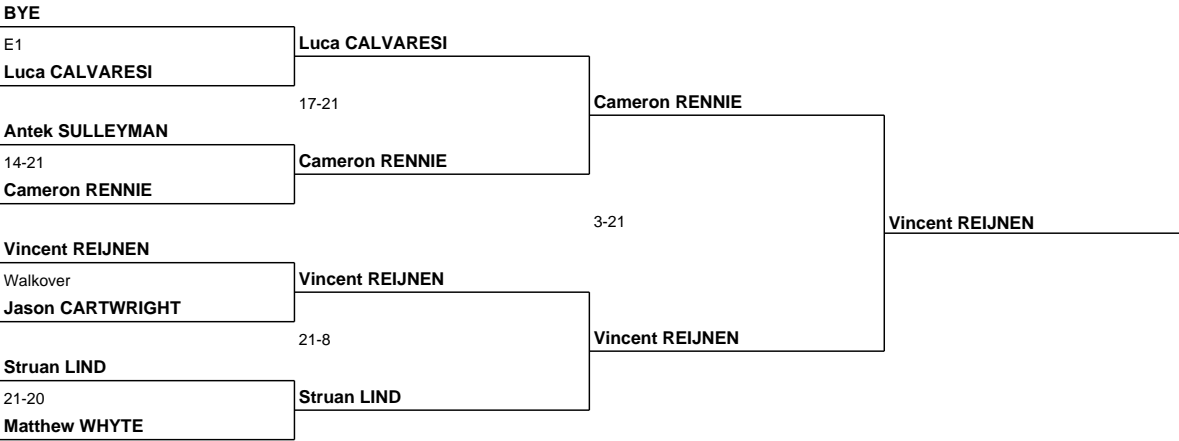 BYE
E1
Luca CALVARESI
Luca CALVARESI
17-21
Cameron RENNIE
Antek SULLEYMAN
14-21
Cameron RENNIE
Cameron RENNIE
3-21
Vincent REIJNEN
Vincent REIJNEN
Walkover
Vincent REIJNEN
Jason CARTWRIGHT
21-8
Vincent REIJNEN
Struan LIND
21-20
Struan LIND
Matthew WHYTE